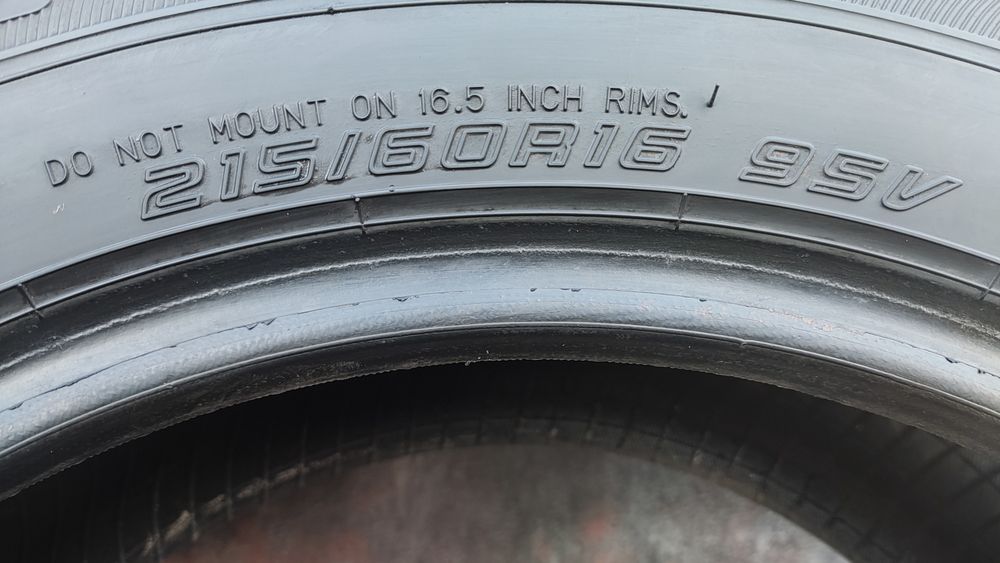 DO NOT MOUNT ON 16.5 INCH RIMS.
215/60R16 95V